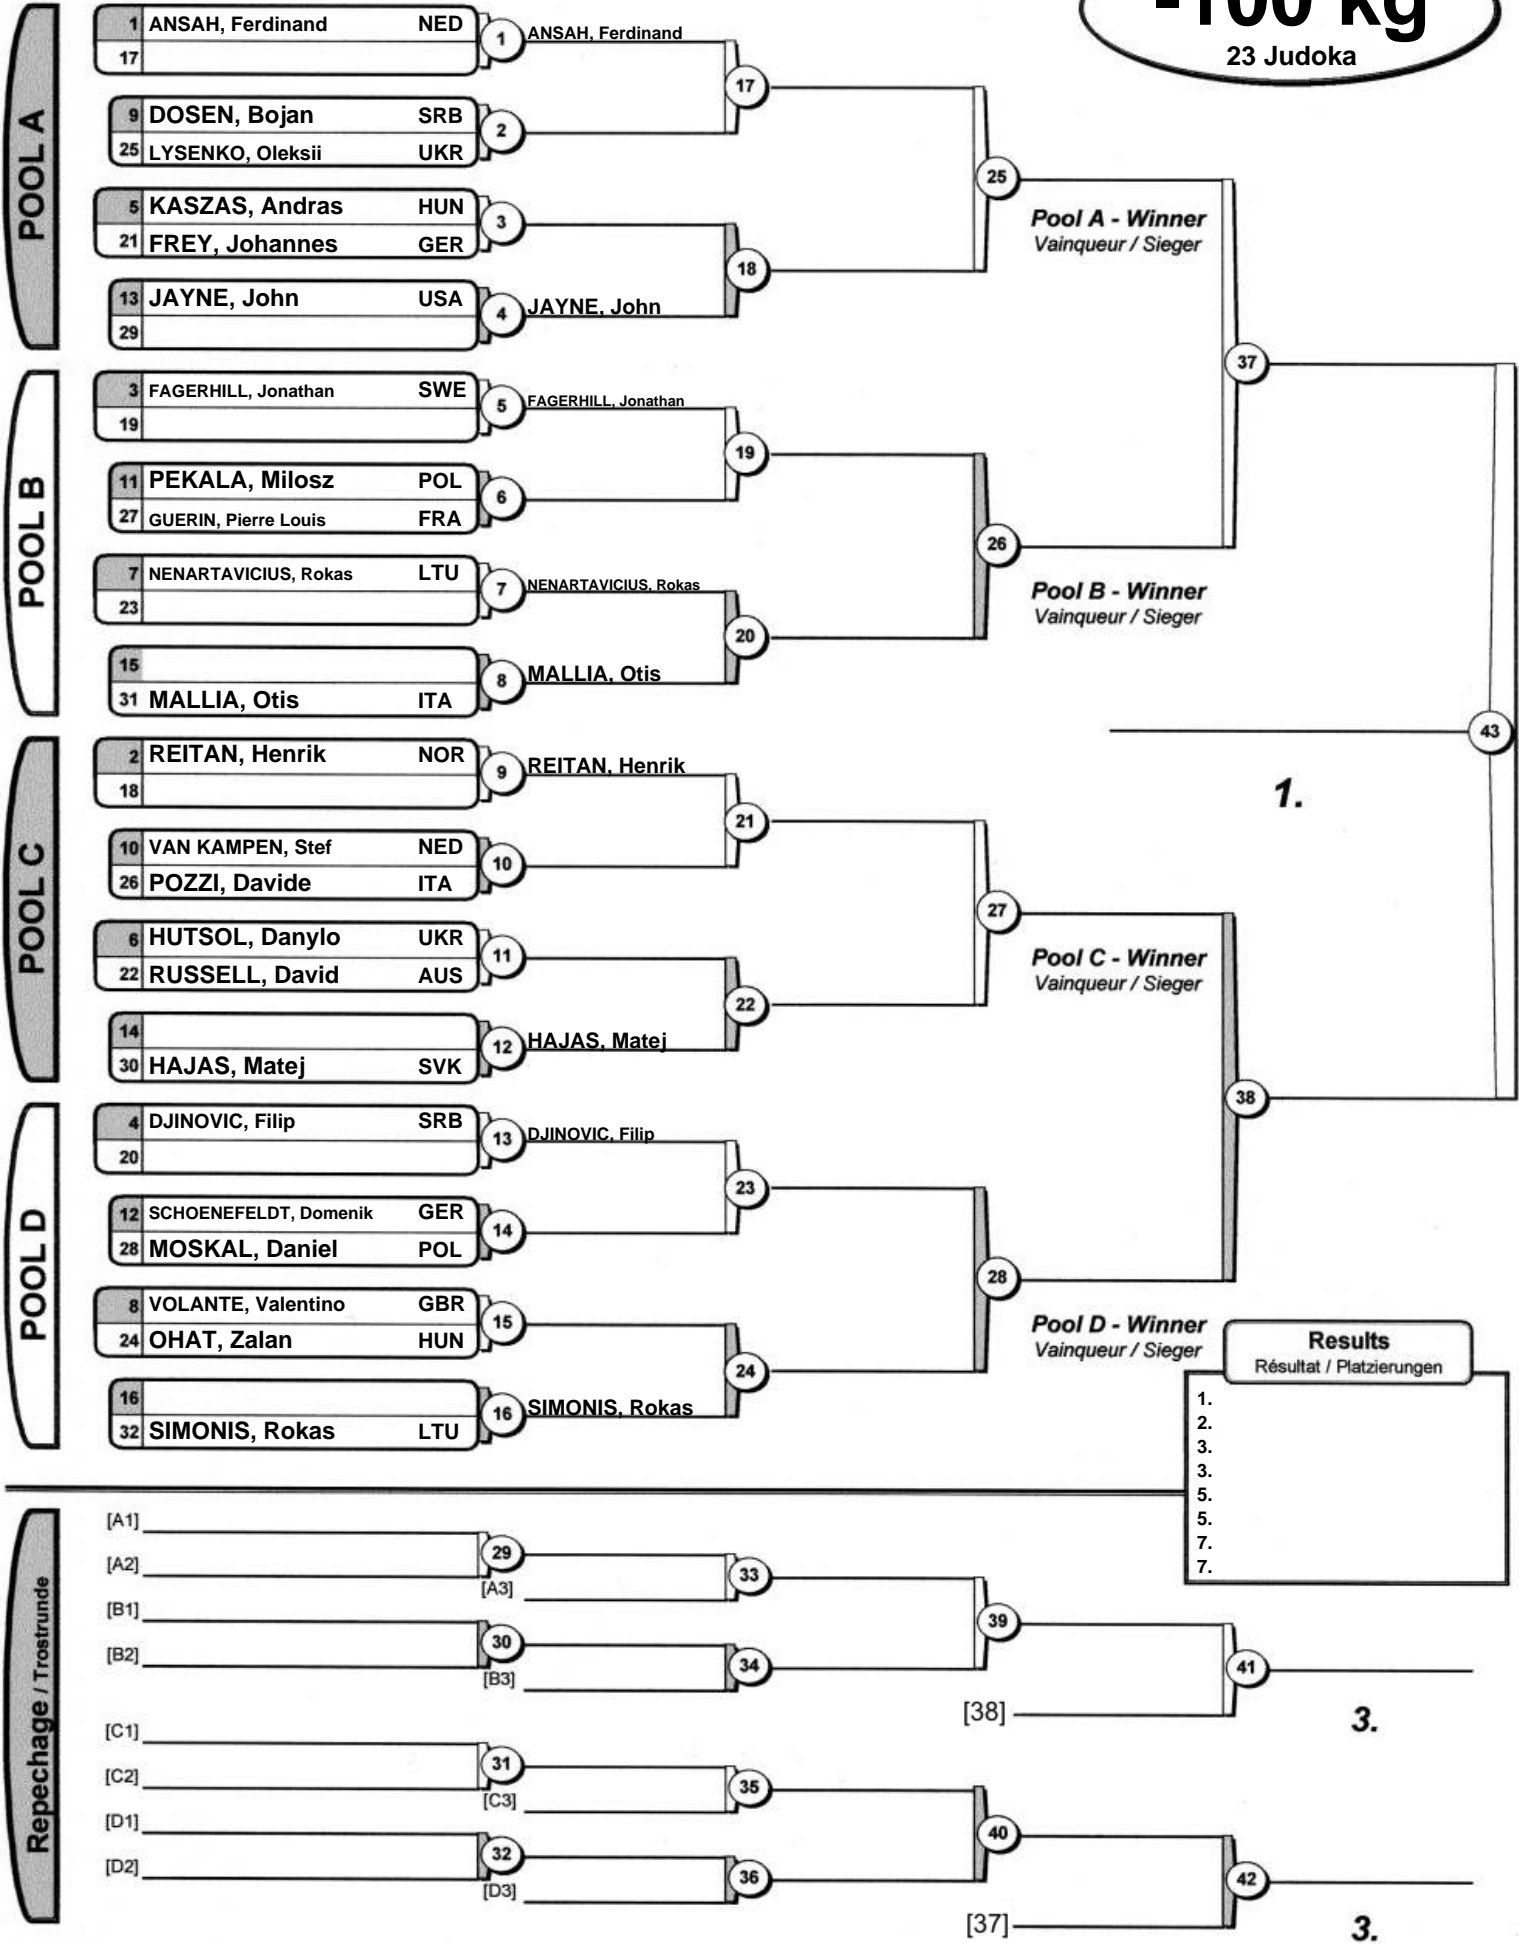 -100 kg
23 Judoka
POOL A
1 ANSAH, Ferdinand NED
17
1 ANSAH, Ferdinand
17
9 DOSEN, Bojan SRB
25 LYSENKO, Oleksii UKR
2
25
5 KASZAS, Andras HUN
21 FREY, Johannes GER
3
Pool A - Winner
Vainqueur / Sieger
18
13 JAYNE, John USA
29
4 JAYNE, John
37
POOL B
3 FAGERHILL, Jonathan SWE
19
5 FAGERHILL, Jonathan
19
11 PEKALA, Milosz POL
27 GUERIN, Pierre Louis FRA
6
26
7 NENARTAVICIUS, Rokas LTU
23
7 NENARTAVICIUS, Rokas
Pool B - Winner
Vainqueur / Sieger
20
15
31 MALLIA, Otis ITA
8 MALLIA, Otis
43
1.
POOL C
2 REITAN, Henrik NOR
18
9 REITAN, Henrik
21
10 VAN KAMPEN, Stef NED
26 POZZI, Davide ITA
10
27
6 HUTSOL, Danylo UKR
22 RUSSELL, David AUS
11
Pool C - Winner
Vainqueur / Sieger
22
14
30 HAJAS, Matej SVK
12 HAJAS, Matej
38
POOL D
4 DJINOVIC, Filip SRB
20
13 DJINOVIC, Filip
23
12 SCHOENEFELDT, Domenik GER
28 MOSKAL, Daniel POL
14
28
8 VOLANTE, Valentino GBR
24 OHAT, Zalan HUN
15
Pool D - Winner
Vainqueur / Sieger
24
16
32 SIMONIS, Rokas LTU
16 SIMONIS, Rokas
Results
Résultat / Platzierungen
1.
2.
3.
3.
5.
5.
7.
7.
Repechage / Trostrunde
[A1]
29
[A2]
[A3]
33
[B1]
39
30
[B2]
[B3]
34
41
[38]
3.
[C1]
31
[C2]
[C3]
35
[D1]
40
32
[D2]
[D3]
36
42
[37]
3.